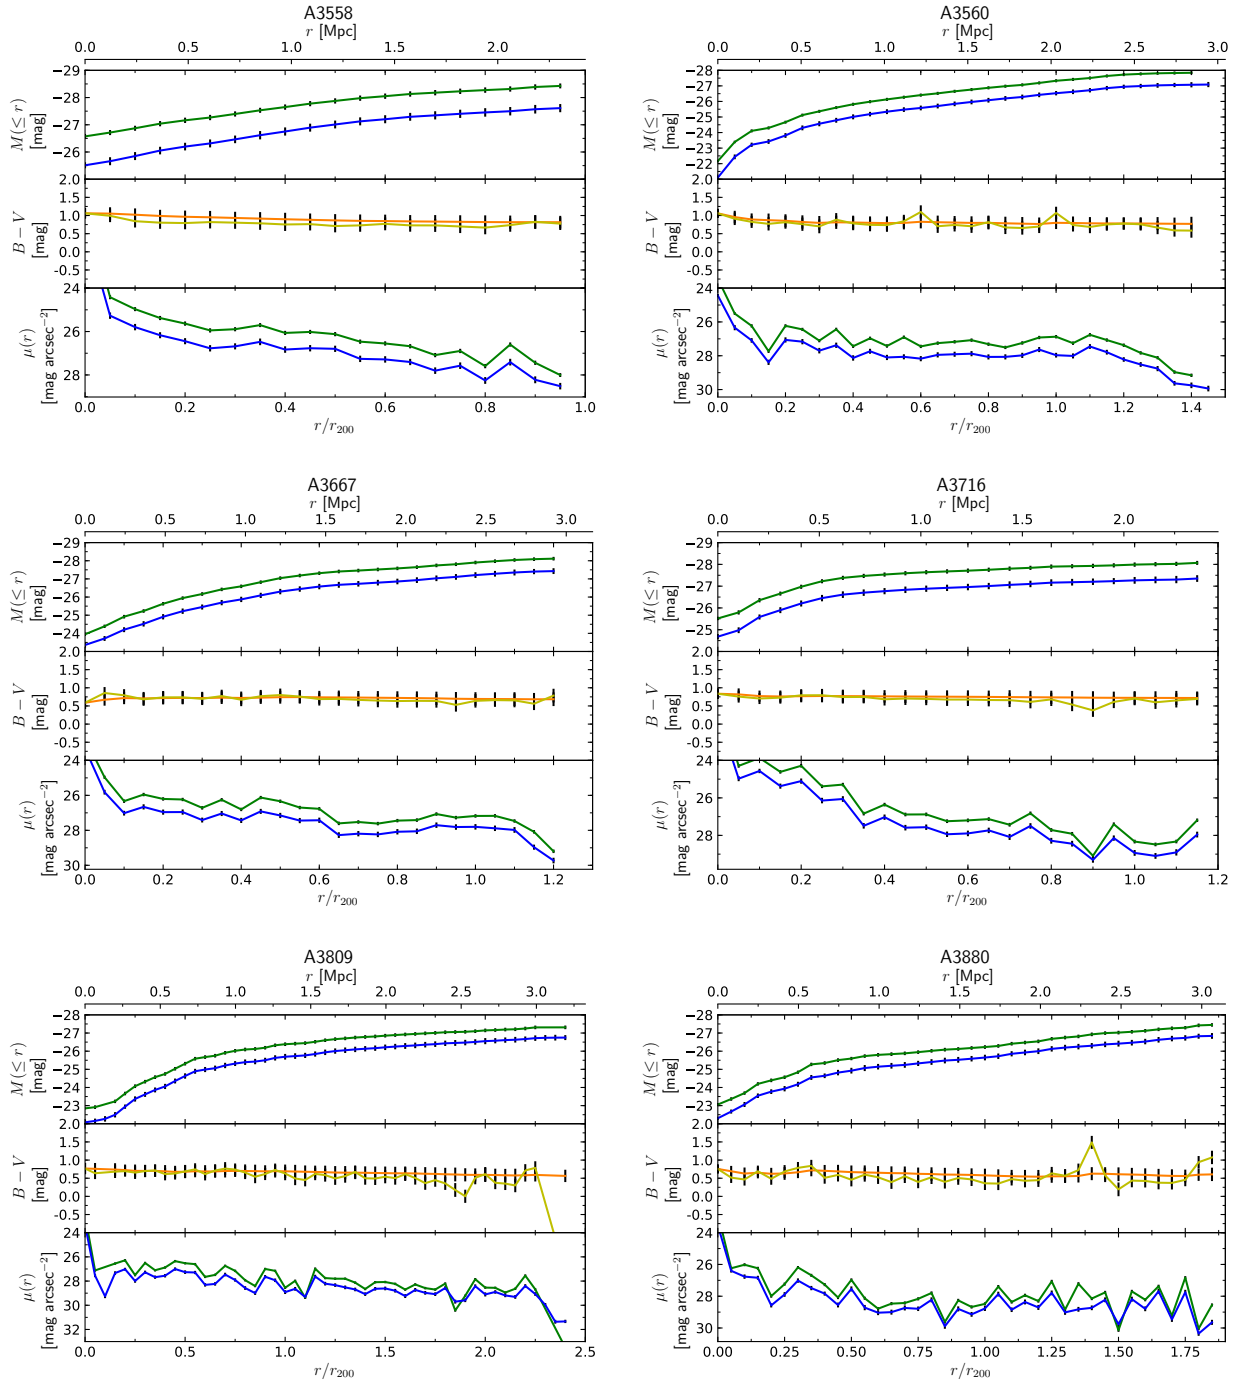 A3558
r [Mpc]
0.0 0.5 1.0 1.5 2.0
−29
−28
−27
−26
2.0
M(≤ r)
[mag]
1.5
1.0
0.5
0.0
-0.5
B − V
[mag]
24
26
28
μ(r)
[mag arcsec⁻²]
0.0 0.2 0.4 0.6 0.8 1.0
r/r₂₀₀
A3560
r [Mpc]
0.0 0.5 1.0 1.5 2.0 2.5 3.0
−28
−27
−26
−25
−24
−23
−22
2.0
M(≤ r)
[mag]
1.5
1.0
0.5
0.0
-0.5
B − V
[mag]
24
26
28
30
μ(r)
[mag arcsec⁻²]
0.0 0.2 0.4 0.6 0.8 1.0 1.2 1.4
r/r₂₀₀
A3667
r [Mpc]
0.0 0.5 1.0 1.5 2.0 2.5 3.0
−29
−28
−27
−26
−25
−24
2.0
M(≤ r)
[mag]
1.5
1.0
0.5
0.0
-0.5
B − V
[mag]
24
26
28
30
μ(r)
[mag arcsec⁻²]
0.0 0.2 0.4 0.6 0.8 1.0 1.2
r/r₂₀₀
A3716
r [Mpc]
0.0 0.5 1.0 1.5 2.0
−29
−28
−27
−26
−25
2.0
M(≤ r)
[mag]
1.5
1.0
0.5
0.0
-0.5
B − V
[mag]
24
26
28
μ(r)
[mag arcsec⁻²]
0.0 0.2 0.4 0.6 0.8 1.0 1.2
r/r₂₀₀
A3809
r [Mpc]
0.0 0.5 1.0 1.5 2.0 2.5 3.0
−28
−27
−26
−25
−24
−23
2.0
M(≤ r)
[mag]
1.5
1.0
0.5
0.0
-0.5
B − V
[mag]
24
26
28
30
32
μ(r)
[mag arcsec⁻²]
0.0 0.5 1.0 1.5 2.0 2.5
r/r₂₀₀
A3880
r [Mpc]
0.0 0.5 1.0 1.5 2.0 2.5 3.0
−28
−27
−26
−25
−24
−23
2.0
M(≤ r)
[mag]
1.5
1.0
0.5
0.0
-0.5
B − V
[mag]
24
26
28
30
μ(r)
[mag arcsec⁻²]
0.00 0.25 0.50 0.75 1.00 1.25 1.50 1.75
r/r₂₀₀